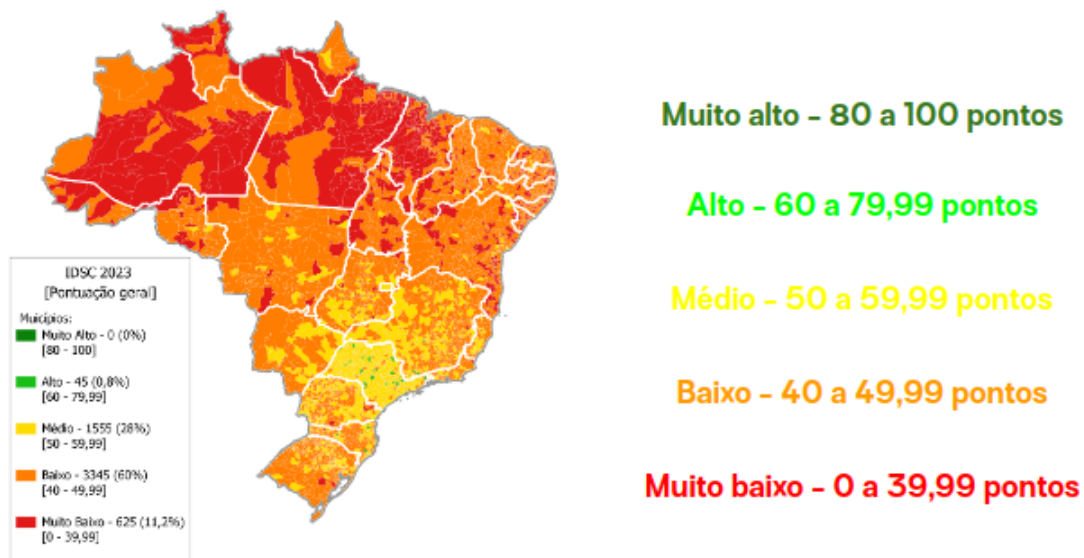 IDSC 2023
[Pontuação geral]
Muicípios:
Muito Alto - 0 (0%)
[80 - 100]
Alto - 45 (0,8%)
[60 - 79,99]
Médio - 1555 (28%)
[50 - 59,99]
Baixo - 3345 (60%)
[40 - 49,99]
Muito Baixo - 625 (11,2%)
[0 - 39,99]
Muito alto - 80 a 100 pontos
Alto - 60 a 79,99 pontos
Médio - 50 a 59,99 pontos
Baixo - 40 a 49,99 pontos
Muito baixo - 0 a 39,99 pontos